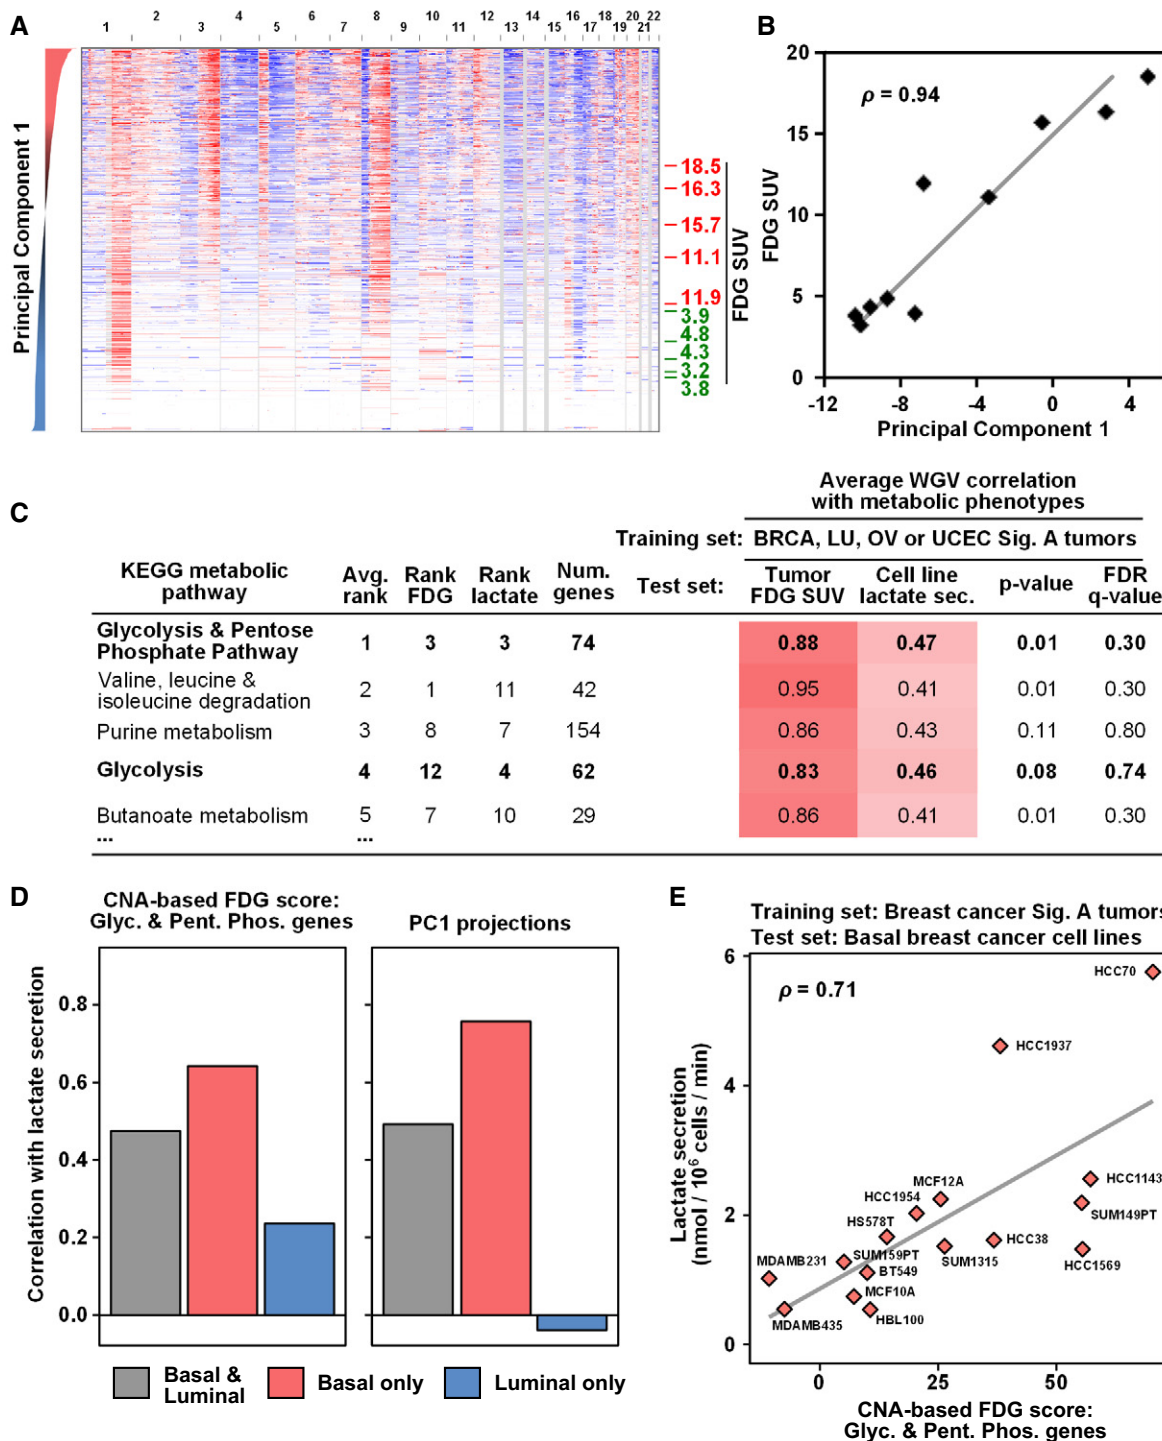 A
1 2 3 4 5 6 7 8 9 10 11 12 13 14 15 16 17 18 19 20 21 22
Principal Component 1
18.5
16.3
15.7
11.1
11.9
3.9
4.8
4.3
3.2
3.8
FDG SUV
B
20
15
10
5
0
ρ = 0.94
FDG SUV
-12 -8 -4 0 4
Principal Component 1
C
Average WGV correlation
with metabolic phenotypes
Training set: BRCA, LU, OV or UCEC Sig. A tumors
KEGG metabolic
pathway
Avg.
rank
Rank
FDG
Rank
lactate
Num.
genes
Test set:
Tumor
FDG SUV
Cell line
lactate sec.
p-value
FDR
q-value
Glycolysis & Pentose
Phosphate Pathway
1 3 3 74 0.88 0.47 0.01 0.30
Valine, leucine &
isoleucine degradation
2 1 11 42 0.95 0.41 0.01 0.30
Purine metabolism 3 8 7 154 0.86 0.43 0.11 0.80
Glycolysis 4 12 4 62 0.83 0.46 0.08 0.74
Butanoate metabolism 5 7 10 29 0.86 0.41 0.01 0.30
... ...
D
CNA-based FDG score:
Glyc. & Pent. Phos. genes
PC1 projections
Correlation with lactate secretion
0.8
0.6
0.4
0.2
0.0
Basal &
Luminal
Basal only
Luminal only
E
Training set: Breast cancer Sig. A tumors
Test set: Basal breast cancer cell lines
ρ = 0.71
Lactate secretion
(nmol / 10⁶ cells / min)
6
4
2
0
HCC70
HCC1937
HCC1143
MCF12A
HCC1954
SUM149PT
HS578T
HCC38
SUM159PT
SUM1315
HCC1569
MDAMB231
BT549
MCF10A
HBL100
MDAMB435
0 25 50
CNA-based FDG score:
Glyc. & Pent. Phos. genes